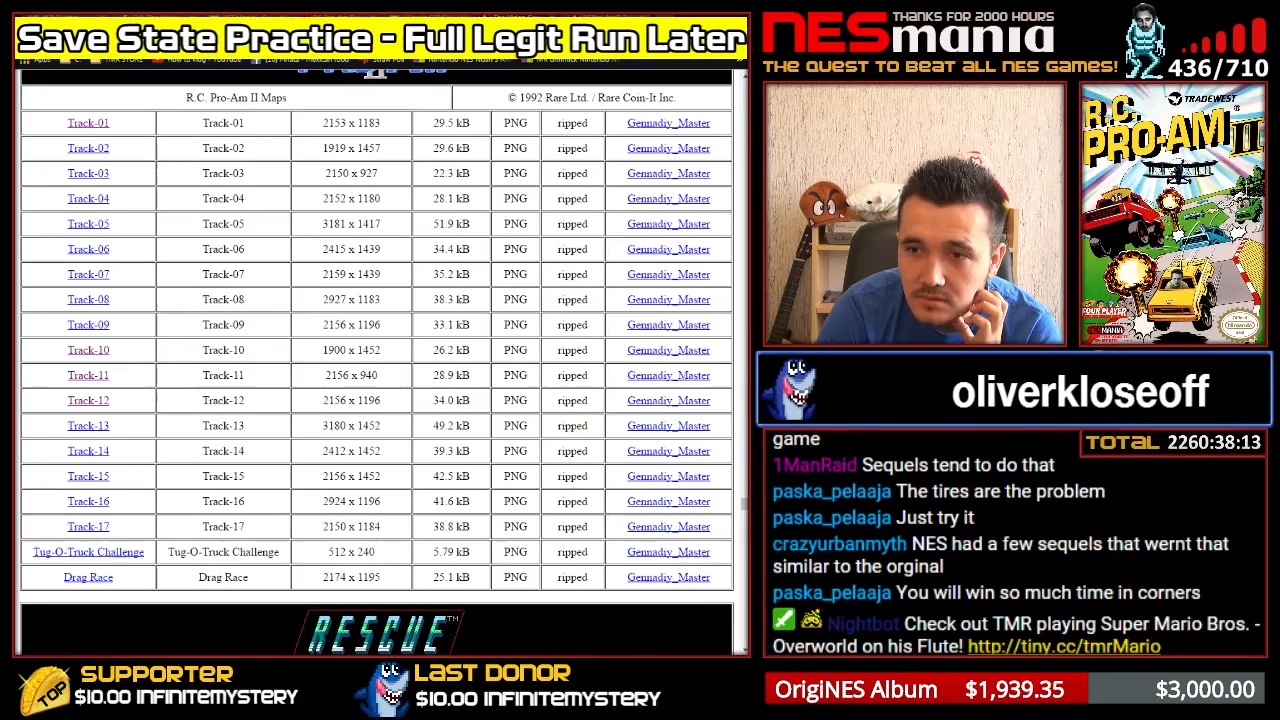 Save State Practice - Full Legit Run Later
R.C. Pro-Am II Maps © 1992 Rare Ltd. / Rare Coin-It Inc.
Track-01 Track-01 2153 x 1183 29.5 kB PNG ripped Gennadiy_Master
Track-02 Track-02 1919 x 1457 29.6 kB PNG ripped Gennadiy_Master
Track-03 Track-03 2150 x 927 22.3 kB PNG ripped Gennadiy_Master
Track-04 Track-04 2152 x 1180 28.1 kB PNG ripped Gennadiy_Master
Track-05 Track-05 3181 x 1417 51.9 kB PNG ripped Gennadiy_Master
Track-06 Track-06 2415 x 1439 34.4 kB PNG ripped Gennadiy_Master
Track-07 Track-07 2159 x 1439 35.2 kB PNG ripped Gennadiy_Master
Track-08 Track-08 2927 x 1183 38.3 kB PNG ripped Gennadiy_Master
Track-09 Track-09 2156 x 1196 33.1 kB PNG ripped Gennadiy_Master
Track-10 Track-10 1900 x 1452 26.2 kB PNG ripped Gennadiy_Master
Track-11 Track-11 2156 x 940 28.9 kB PNG ripped Gennadiy_Master
Track-12 Track-12 2156 x 1196 34.0 kB PNG ripped Gennadiy_Master
Track-13 Track-13 3180 x 1452 49.2 kB PNG ripped Gennadiy_Master
Track-14 Track-14 2412 x 1452 39.3 kB PNG ripped Gennadiy_Master
Track-15 Track-15 2156 x 1452 42.5 kB PNG ripped Gennadiy_Master
Track-16 Track-16 2924 x 1196 41.6 kB PNG ripped Gennadiy_Master
Track-17 Track-17 2150 x 1184 38.8 kB PNG ripped Gennadiy_Master
Tug-O-Truck Challenge Tug-O-Truck Challenge 512 x 240 5.79 kB PNG ripped Gennadiy_Master
Drag Race Drag Race 2174 x 1195 25.1 kB PNG ripped Gennadiy_Master
RESCUE™
TOP
SUPPORTER
$10.00 INFINITEMYSTERY
LAST DONOR
$10.00 INFINITEMYSTERY
NESmania
THANKS FOR 2000 HOURS
THE QUEST TO BEAT ALL NES GAMES!
436/710
TRADEWEST
R.C.
PRO-AM II
FOUR PLAYER
oliverkloseoff
TOTAL 2260:38:13
game
1ManRaid Sequels tend to do that
paska_pelaaja The tires are the problem
paska_pelaaja Just try it
crazyurbanmyth NES had a few sequels that wernt that
similar to the orginal
paska_pelaaja You will win so much time in corners
Nightbot Check out TMR playing Super Mario Bros. -
Overworld on his Flute! http://tiny.cc/tmrMario
OrigiNES Album $1,939.35 $3,000.00